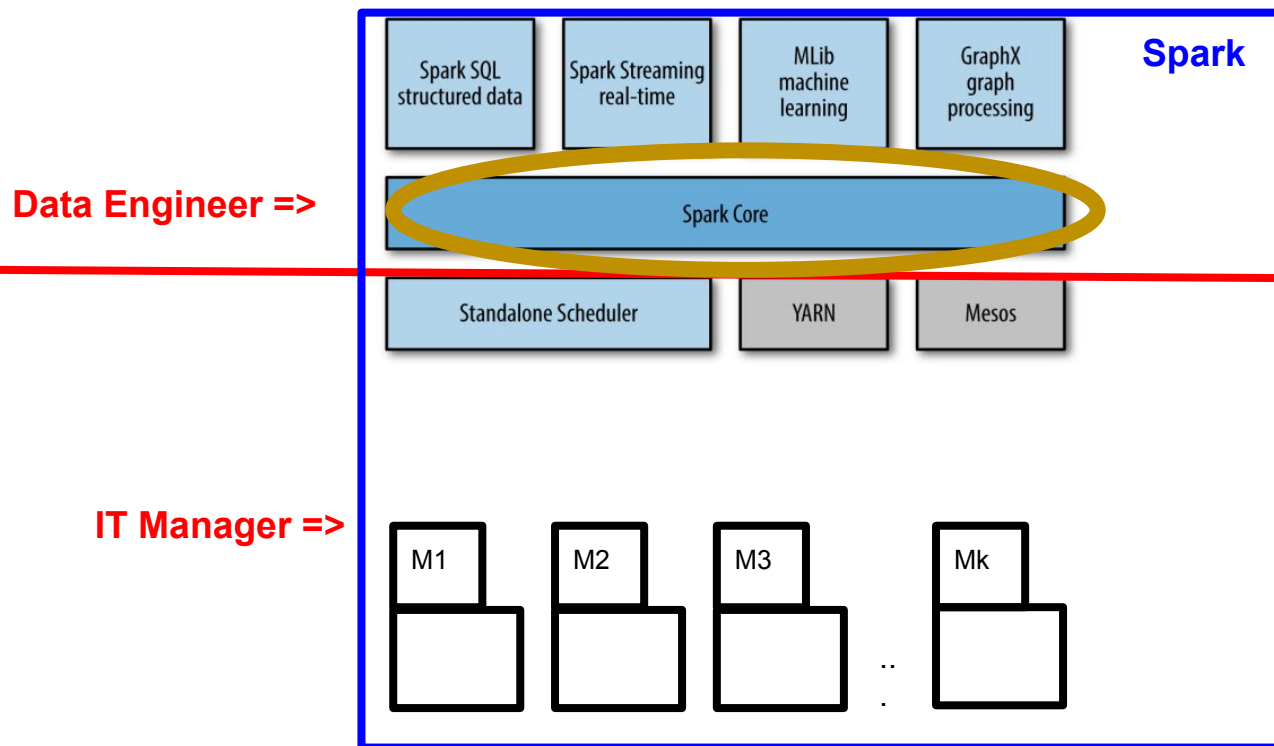 Spark
Spark SQL
structured data
Spark Streaming
real-time
MLib
machine
learning
GraphX
graph
processing
Data Engineer =>
Spark Core
Standalone Scheduler
YARN
Mesos
IT Manager =>
M1
M2
M3
Mk
..
.